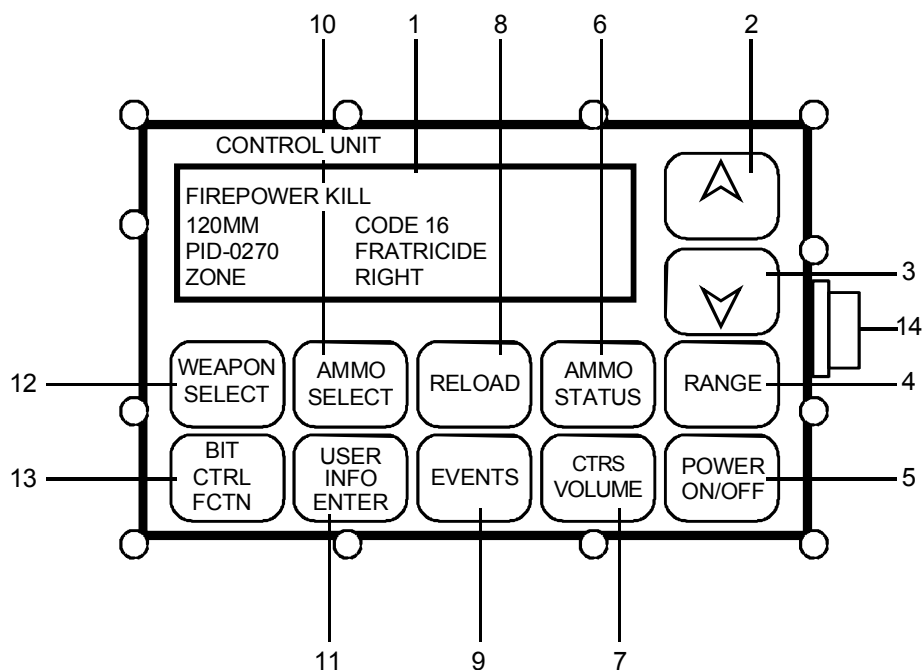 10 1 8 6 2
CONTROL UNIT
FIREPOWER KILL
120MM CODE 16
PID-0270 FRATRICIDE
ZONE RIGHT
3
14
12
WEAPON
SELECT
AMMO
SELECT
RELOAD
AMMO
STATUS
RANGE
4
13
BIT
CTRL
FCTN
USER
INFO
ENTER
EVENTS
CTRS
VOLUME
POWER
ON/OFF
5
11 9 7